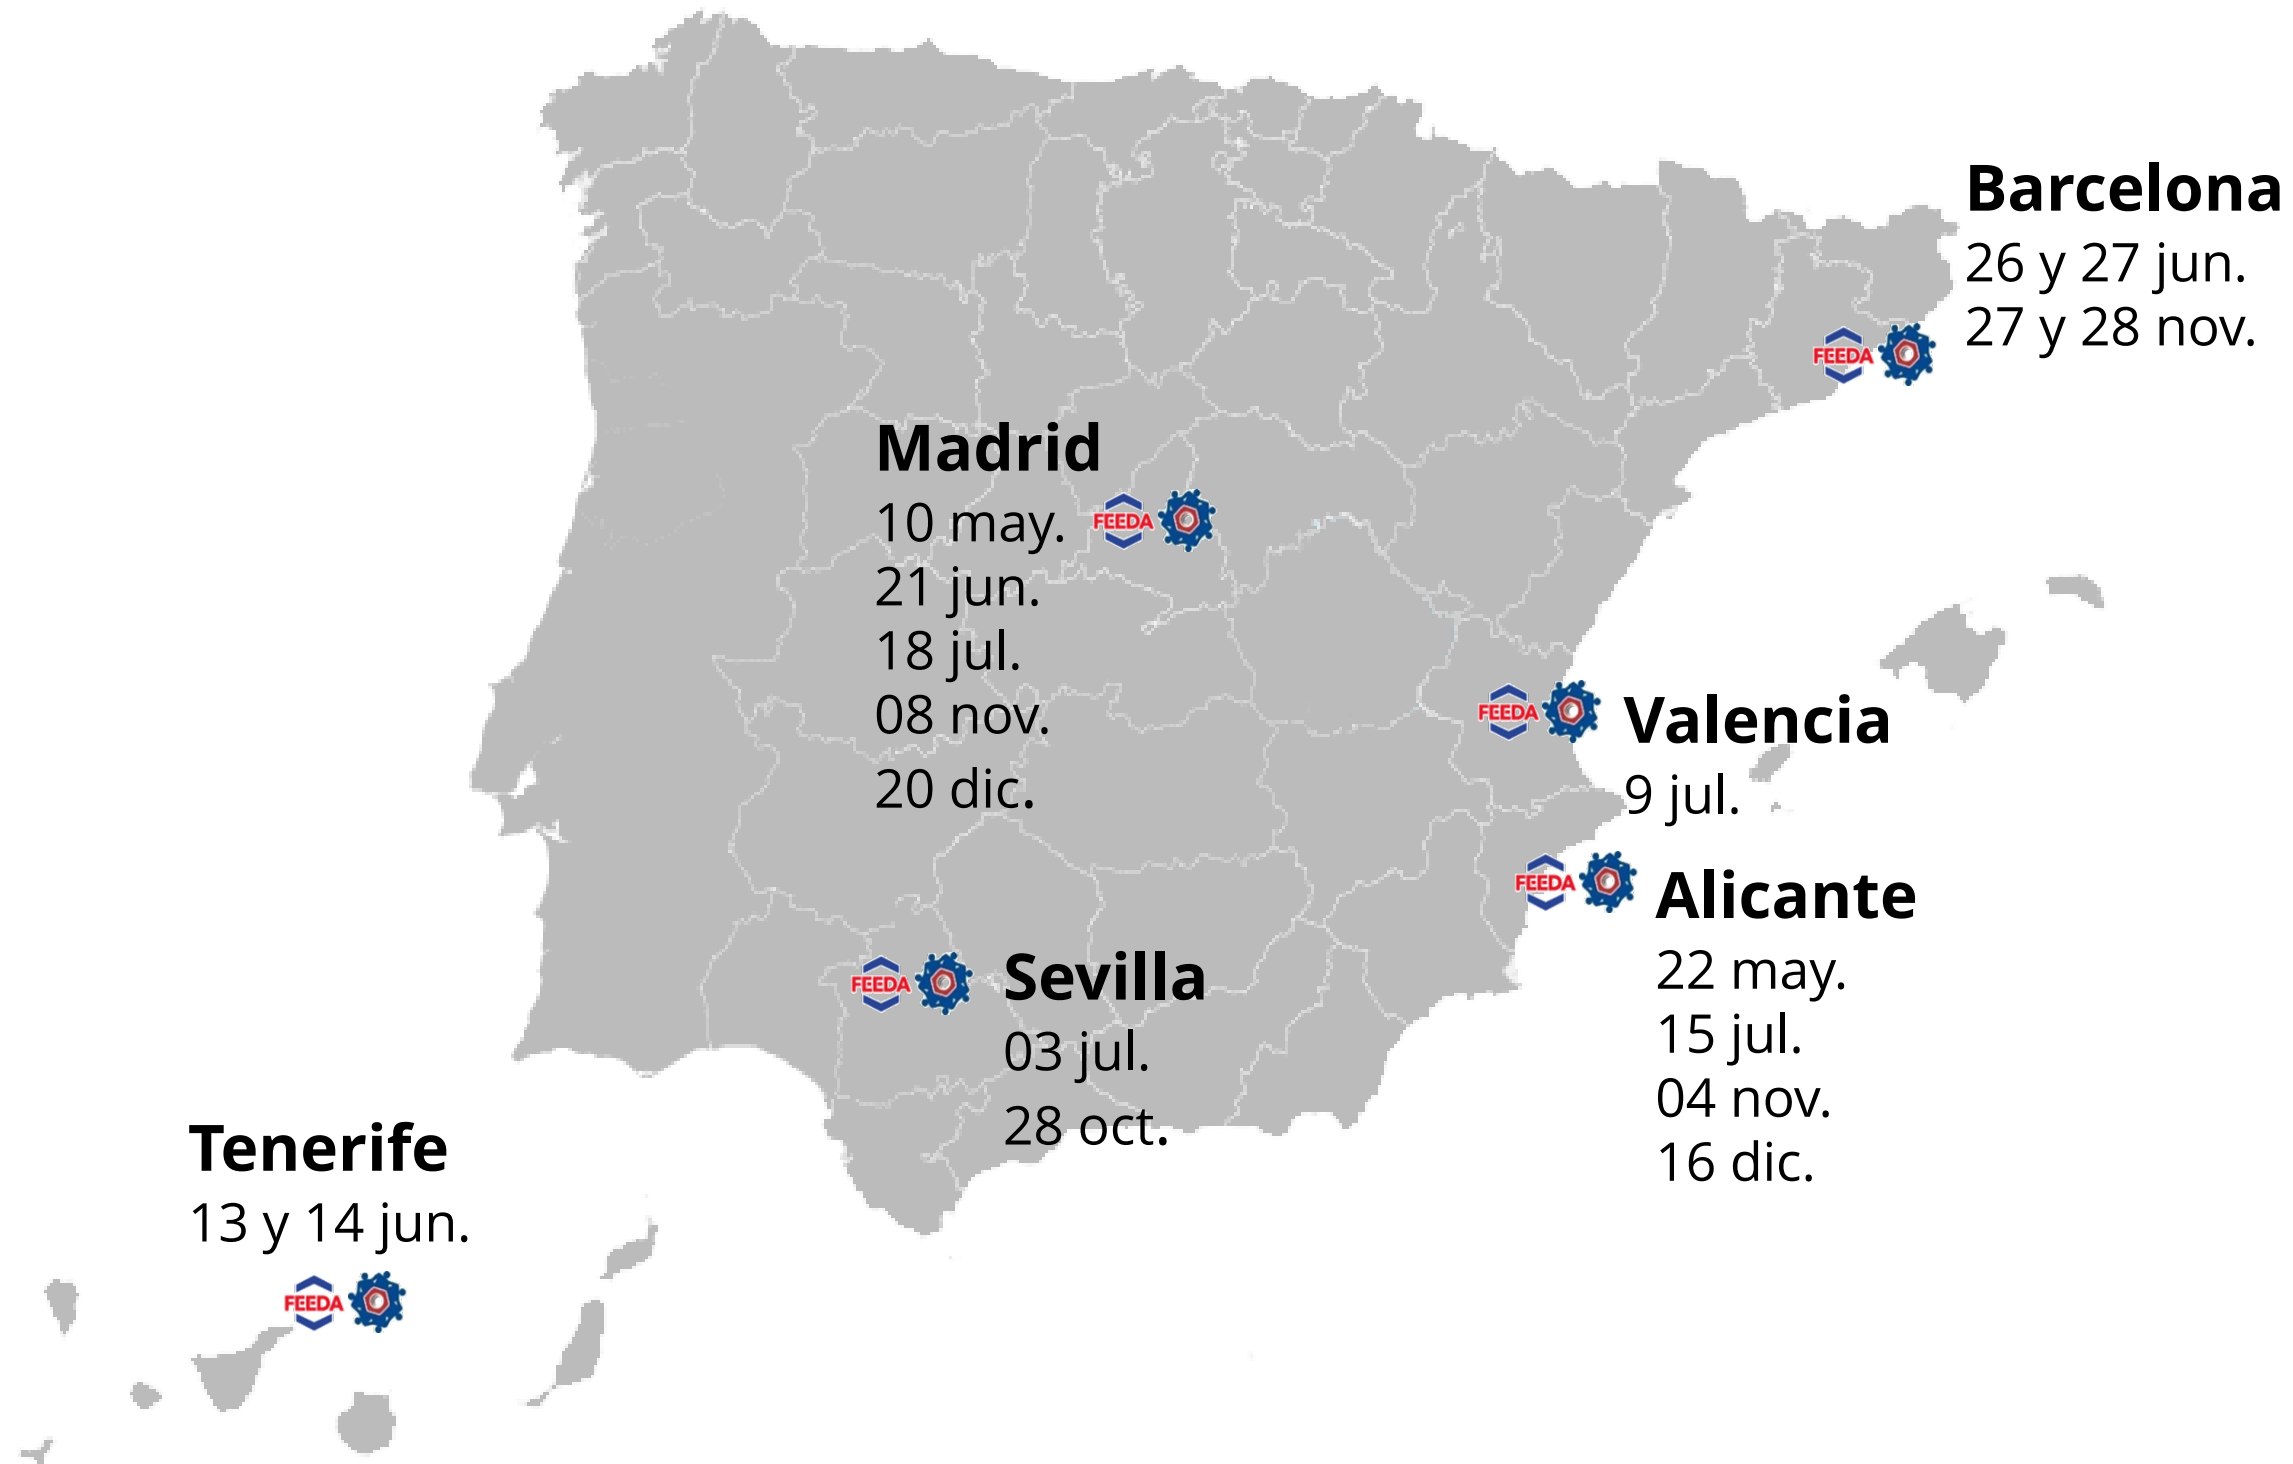 Barcelona
26 y 27 jun.
27 y 28 nov.
FEEDA
Madrid
10 may.
FEEDA
21 jun.
18 jul.
08 nov.
20 dic.
FEEDA
Valencia
9 jul.
FEEDA
Alicante
22 may.
15 jul.
04 nov.
16 dic.
FEEDA
Sevilla
03 jul.
28 oct.
Tenerife
13 y 14 jun.
FEEDA